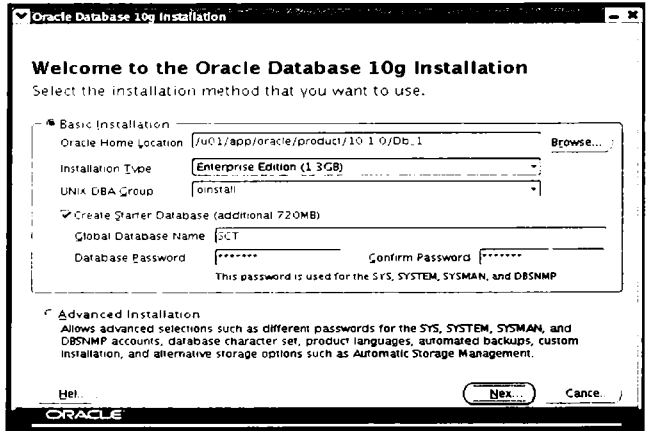 Oracle Database 10g Installation
Welcome to the Oracle Database 10g Installation
Select the installation method that you want to use.
Basic Installation
Oracle Home Location /u01/app/oracle/product/10.1.0/Db_1 Browse...
Installation Type Enterprise Edition (1.3GB)
UNIX DBA Group oinstall
Create Starter Database (additional 720MB)
Global Database Name
Database Password ******* Confirm Password *******
This password is used for the SYS, SYSTEM, SYSMAN, and DBSNMP
Advanced Installation
Allows advanced selections such as different passwords for the SYS, SYSTEM, SYSMAN, and
DBSNMP accounts, database character set, product languages, automated backups, custom
installation, and alternative storage options such as Automatic Storage Management.
Hel.. Nex... Cance..
ORACLE